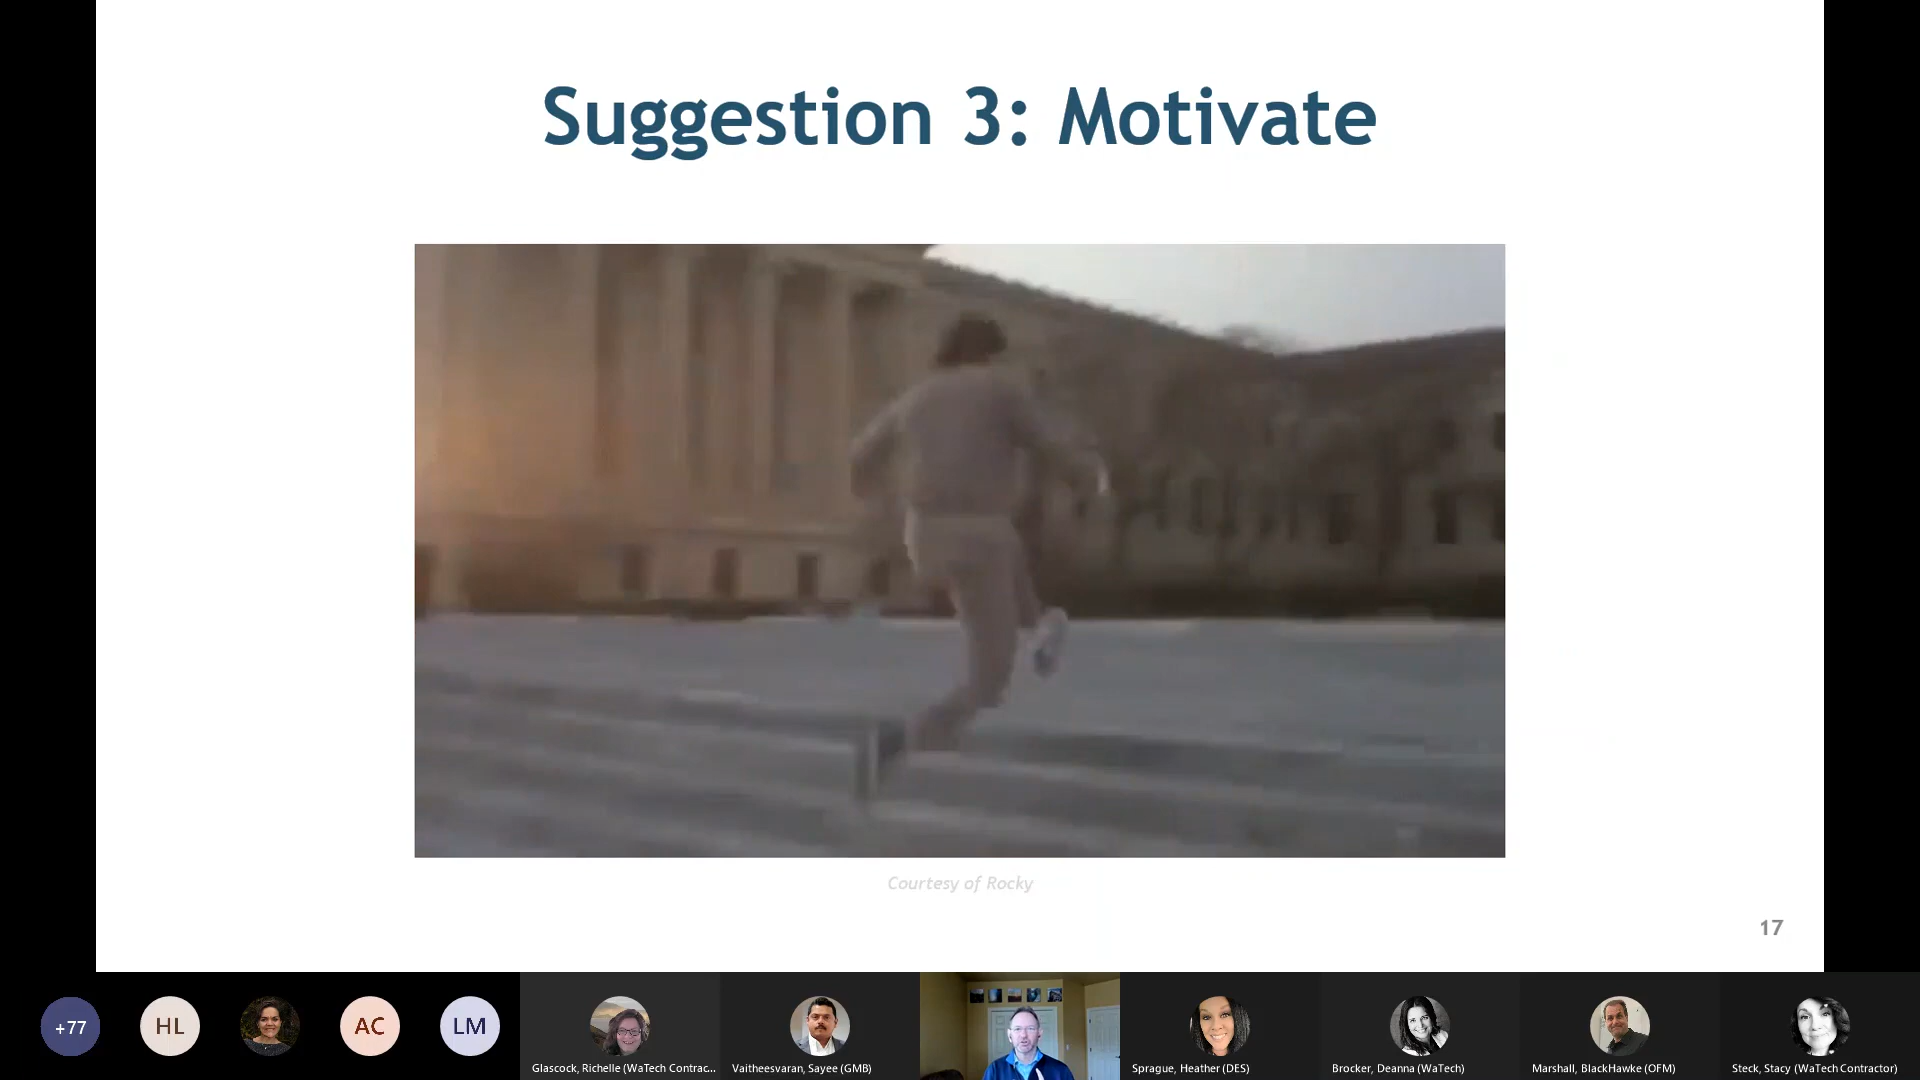 Suggestion 3: Motivate
Courtesy of Rocky
17
+77
HL
AC
LM
Glascock, Richelle (WaTech Contrac...
Vaitheesvaran, Sayee (GMB)
Sprague, Heather (DES)
Brocker, Deanna (WaTech)
Marshall, BlackHawke (OFM)
Steck, Stacy (WaTech Contractor)